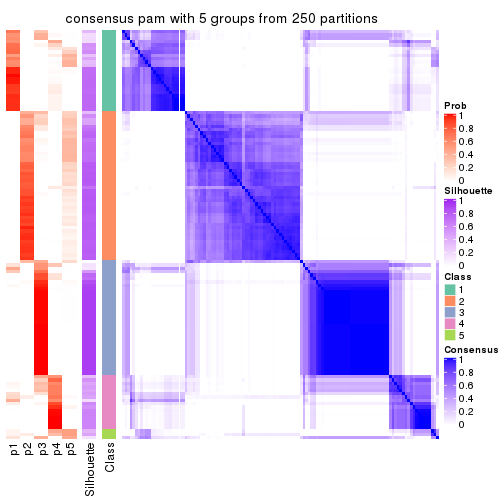 consensus pam with 5 groups from 250 partitions
Prob
1
0.8
0.6
0.4
0.2
0
Silhouette
1
0.8
0.6
0.4
0.2
0
Class
1
2
3
4
5
Consensus
1
0.8
0.6
0.4
0.2
0
p1
p2
p3
p4
p5
Silhouette
Class